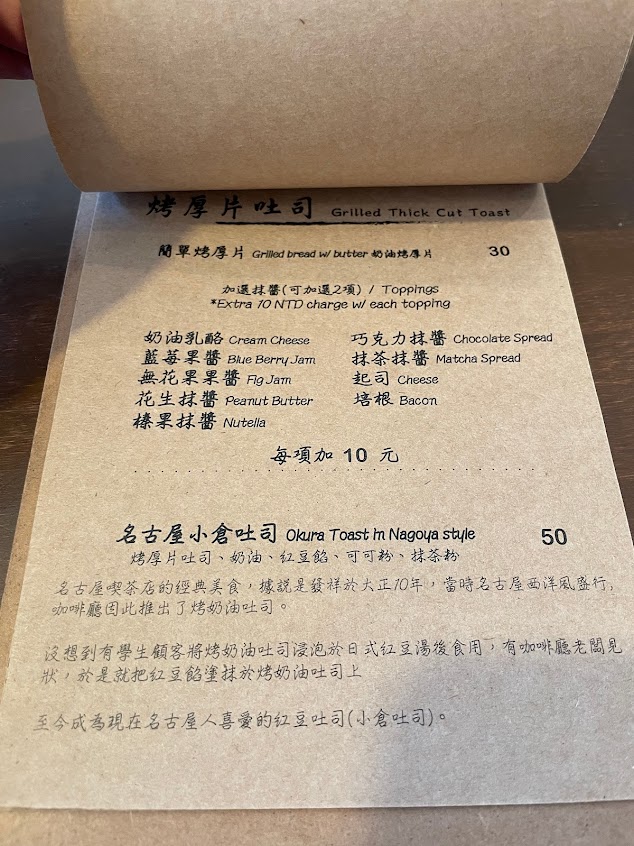 烤厚片吐司 Grilled Thick Cut Toast
簡單烤厚片 Grilled bread w/ butter 奶油烤厚片 30
加選抹醬(可加選2項) / Toppings
*Extra 10 NTD charge w/ each topping
奶油乳酪 Cream Cheese 巧克力抹醬 Chocolate Spread
藍莓果醬 Blue Berry Jam 抹茶抹醬 Matcha Spread
無花果果醬 Fig Jam 起司 Cheese
花生抹醬 Peanut Butter 培根 Bacon
榛果抹醬 Nutella
每項加 10 元
名古屋小倉吐司 Okura Toast in Nagoya style 50
烤厚片吐司、奶油、紅豆餡、可可粉、抹茶粉
名古屋喫茶店的經典美食，據說是發祥於大正10年，當時名古屋西洋風盛行,
咖啡廳因此推出了烤奶油吐司。
沒想到有學生顧客將烤奶油吐司浸泡於日式紅豆湯後食用，有咖啡廳老闆見
狀，於是就把紅豆餡塗抹於烤奶油吐司上
至今成為現在名古屋人喜愛的紅豆吐司(小倉吐司)。